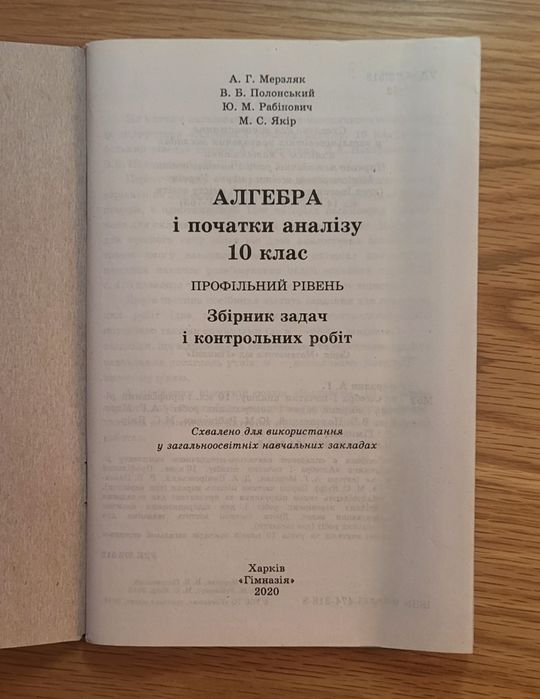 А. Г. Мерзляк
В. Б. Полонський
Ю. М. Рабінович
М. С. Якір
АЛГЕБРА
і початки аналізу
10 клас
ПРОФІЛЬНИЙ РІВЕНЬ
Збірник задач
і контрольних робіт
Схвалено для використання
у загальноосвітніх навчальних закладах
Харків
«Гімназія»
2020